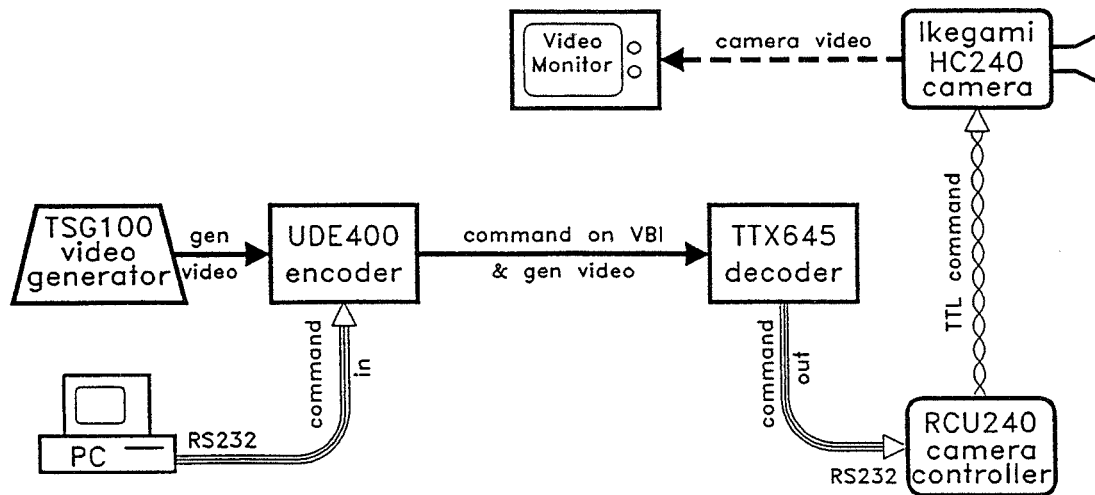 Video
Monitor
camera video
Ikegami
HC240
camera
TSG100
video
generator
gen
video
UDE400
encoder
command on VBI
& gen video
TTX645
decoder
TTL command
command
in
command
out
PC
RS232
RS232
RCU240
camera
controller